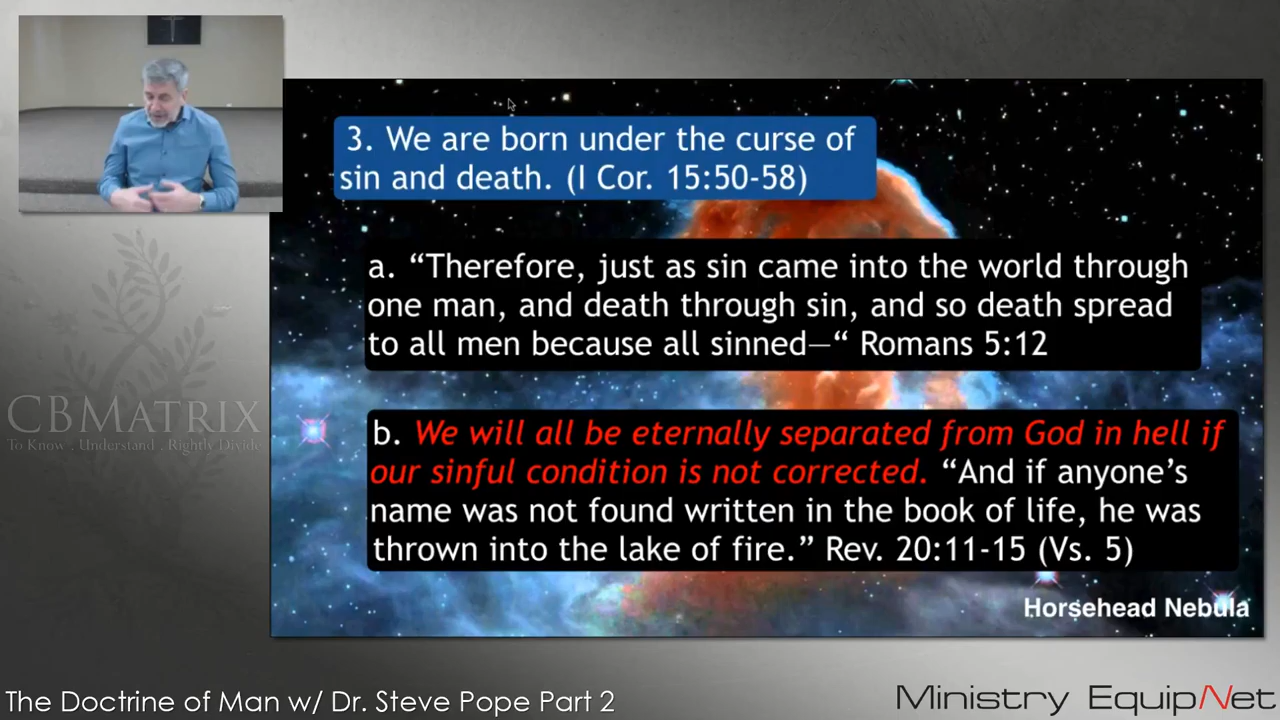 3. We are born under the curse of
sin and death. (I Cor. 15:50-58)
a. “Therefore, just as sin came into the world through
one man, and death through sin, and so death spread
to all men because all sinned—“ Romans 5:12
b. We will all be eternally separated from God in hell if
our sinful condition is not corrected. “And if anyone’s
name was not found written in the book of life, he was
thrown into the lake of fire.” Rev. 20:11-15 (Vs. 5)
Horsehead Nebula
CBMATRIX
To Know . Understand . Rightly Divide
The Doctrine of Man w/ Dr. Steve Pope Part 2
Ministry EquipNet